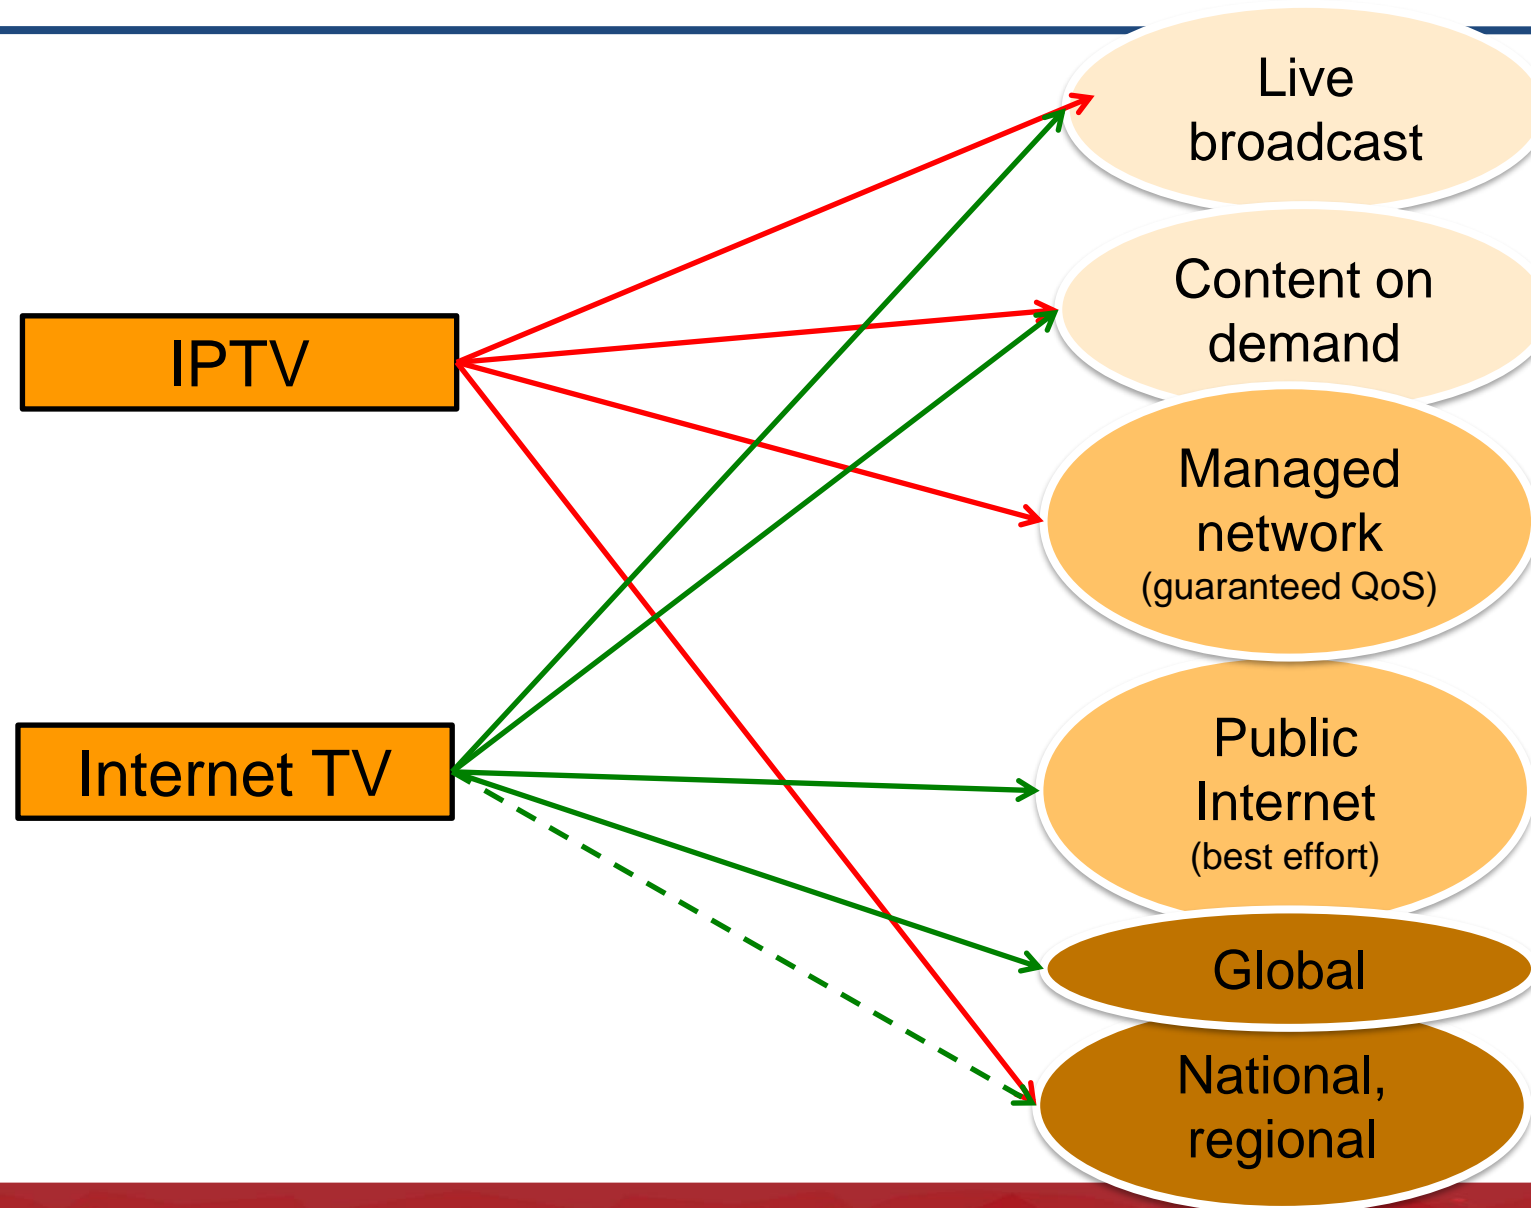 Live
broadcast
Content on
demand
IPTV
Managed
network
(guaranteed QoS)
Internet TV
Public
Internet
(best effort)
Global
National,
regional